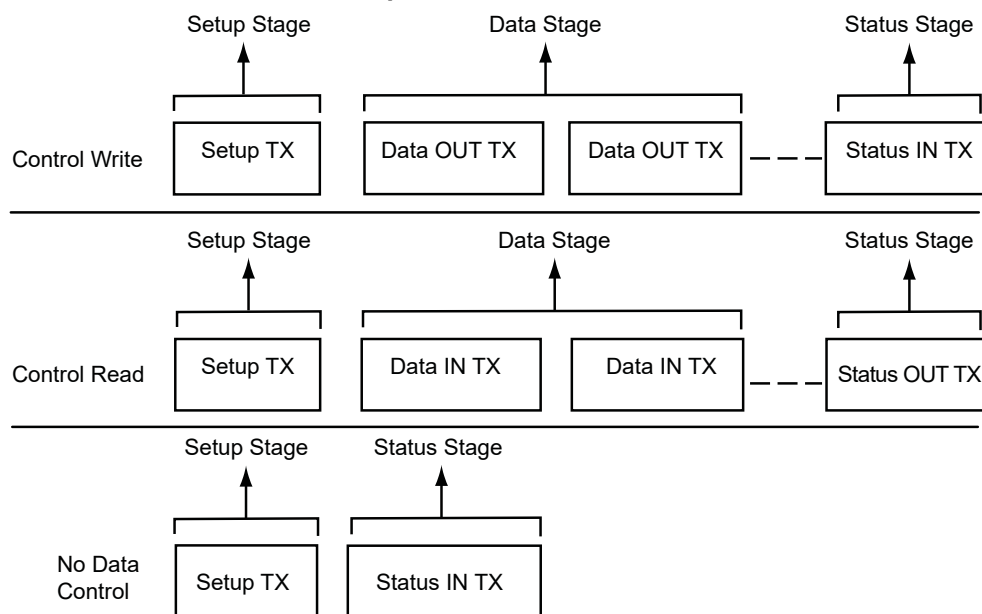 Setup Stage Data Stage Status Stage
Control Write Setup TX Data OUT TX Data OUT TX Status IN TX
Setup Stage Data Stage Status Stage
Control Read Setup TX Data IN TX Data IN TX Status OUT TX
Setup Stage Status Stage
No Data
Control
Setup TX Status IN TX